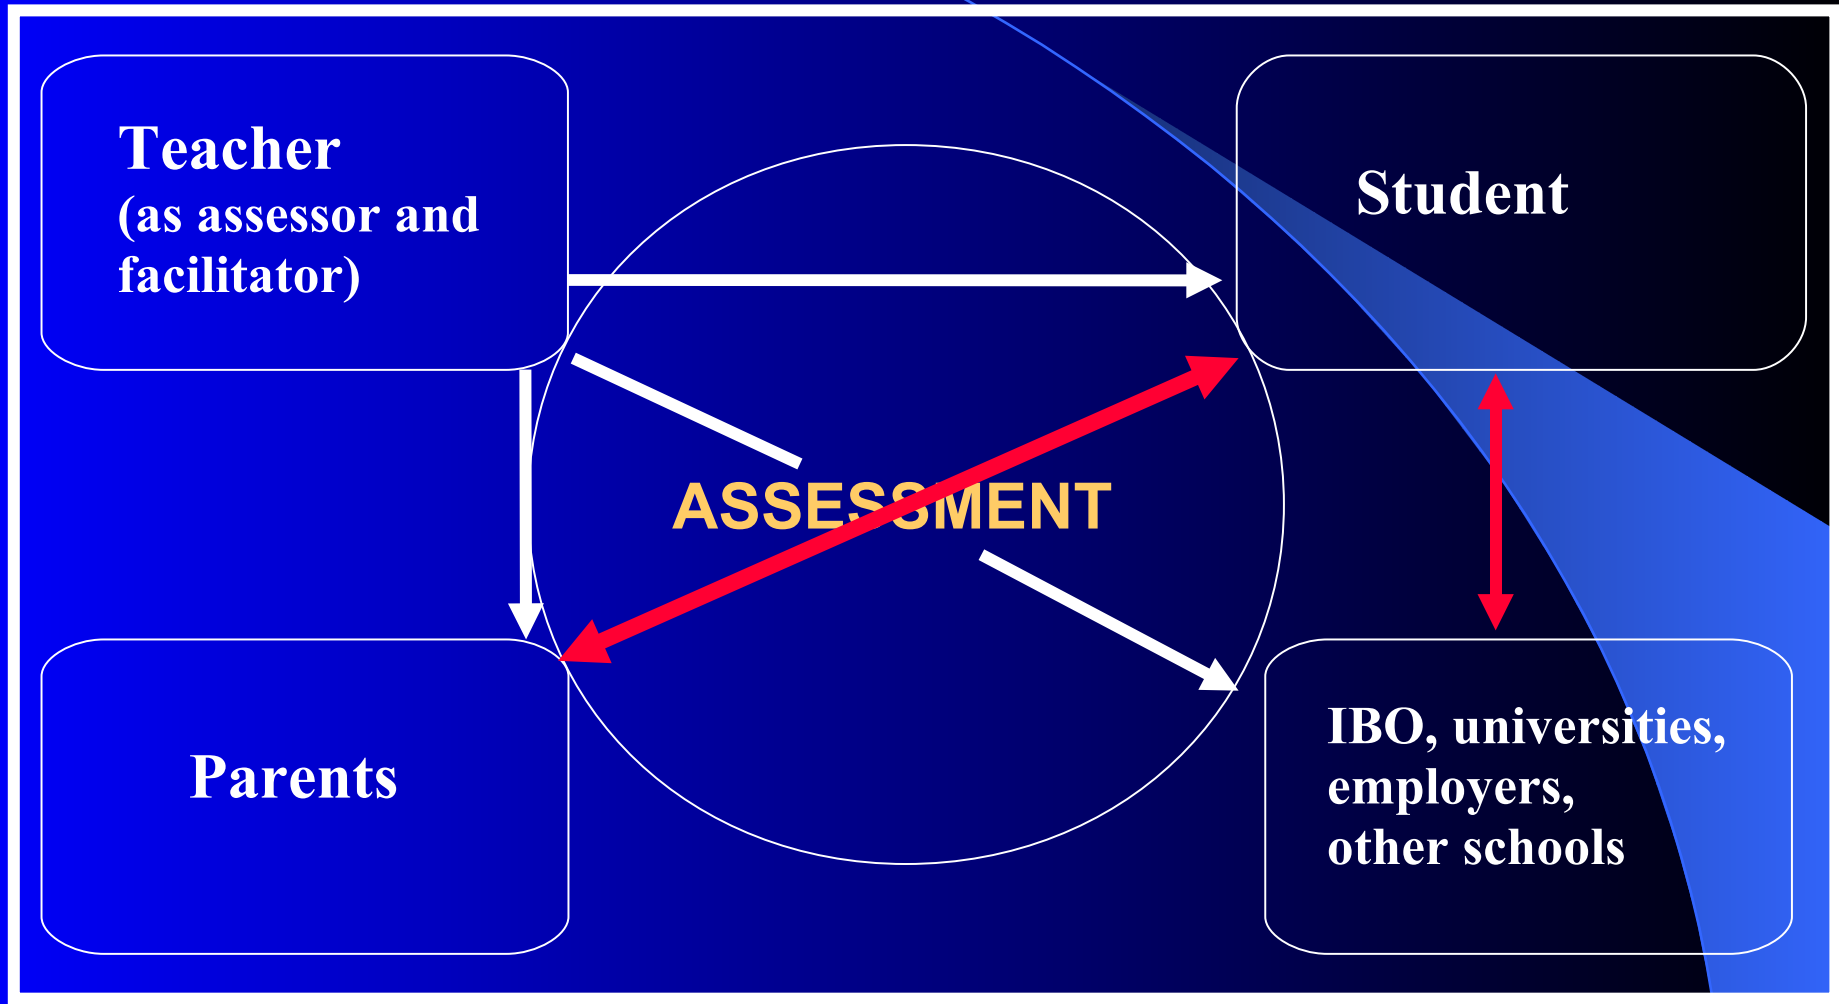 Teacher
(as assessor and
facilitator)
Student
ASSESSMENT
Parents
IBO, universities,
employers,
other schools